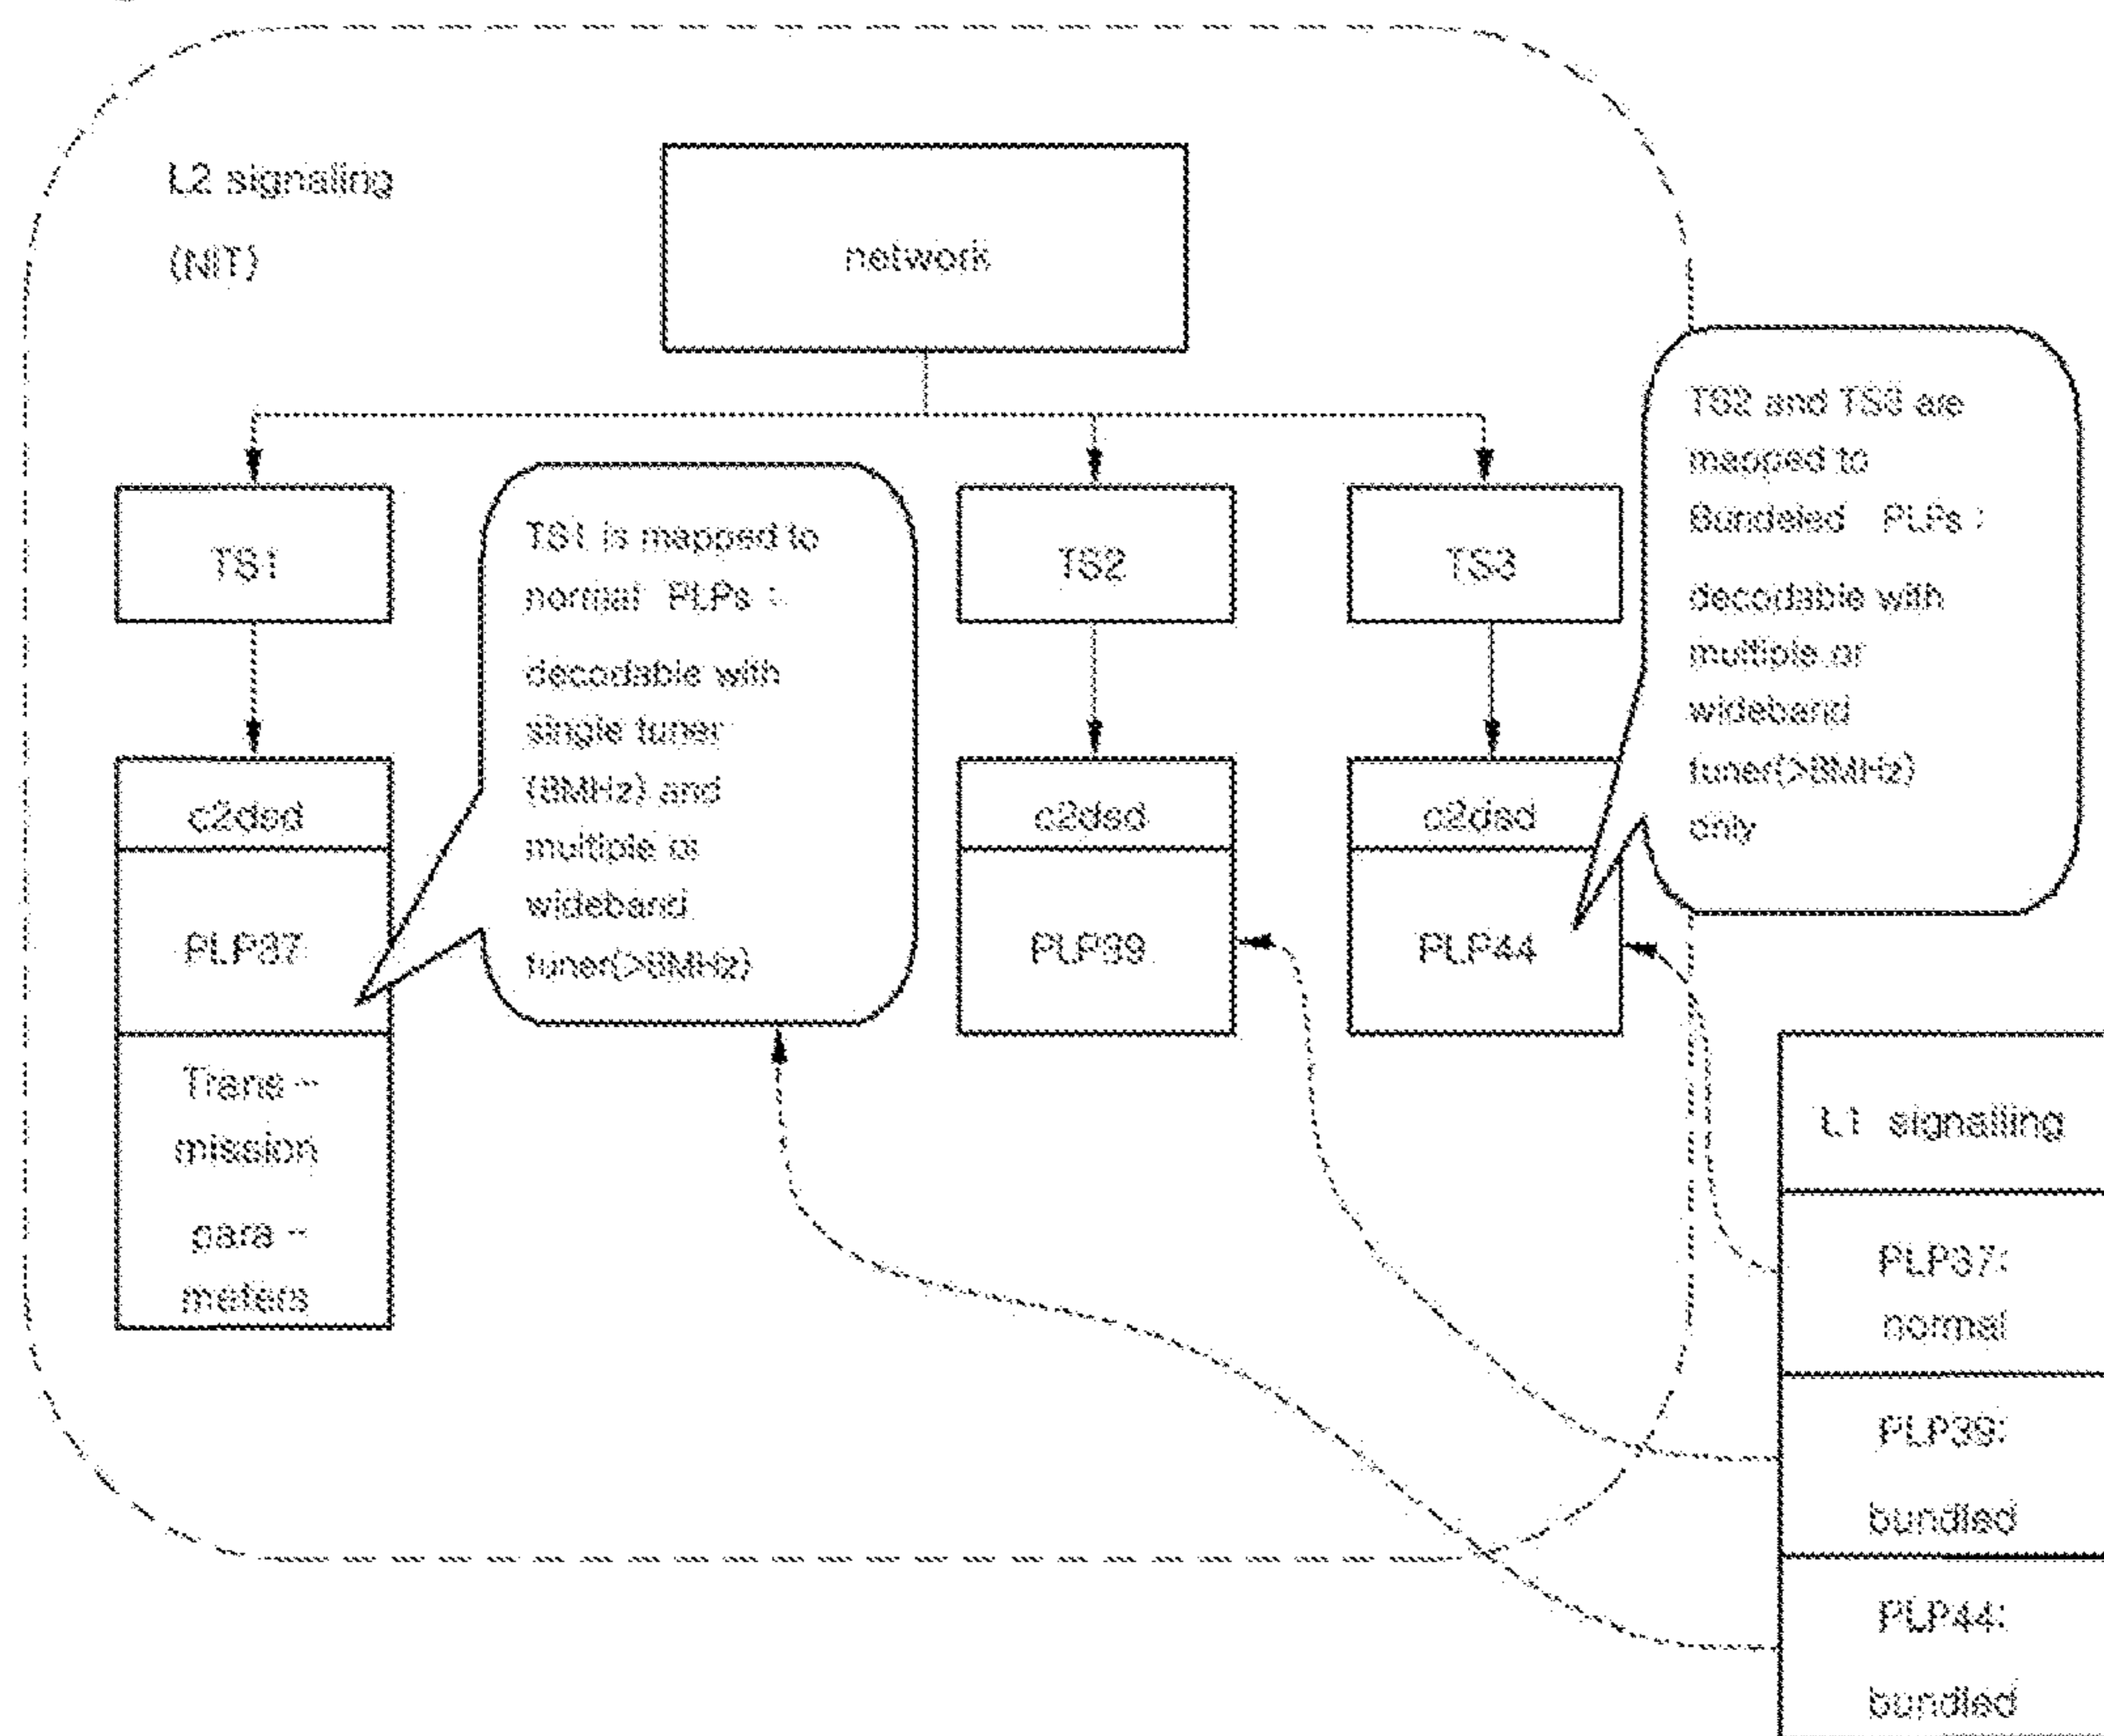 L2 signaling
(NIT)
network
TS1
TS2
TS3
TS1 is mapped to
normal PLPs :
decodable with
single tuner
(8MHz) and
multiple or
wideband
tuner(>8MHz)
TS2 and TS3 are
mapped to
Bundeled PLPs :
decodable with
multiple or
wideband
tuner(>8MHz)
only
c2dsd
PLP37
Trans -
mission
para -
meters
c2dsd
PLP39
c2dsd
PLP44
L1 signalling
PLP37:
normal
PLP39:
bundled
PLP44:
bundled